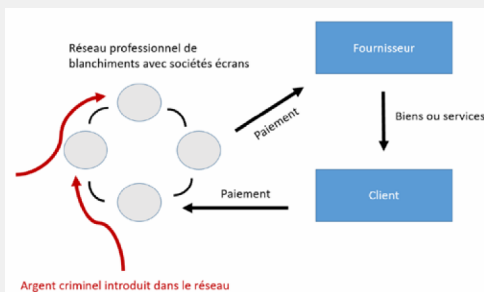 Réseau professionnel de
blanchiments avec sociétés écrans
Fournisseur
Paiement
Biens ou services
Paiement
Client
Argent criminel introduit dans le réseau